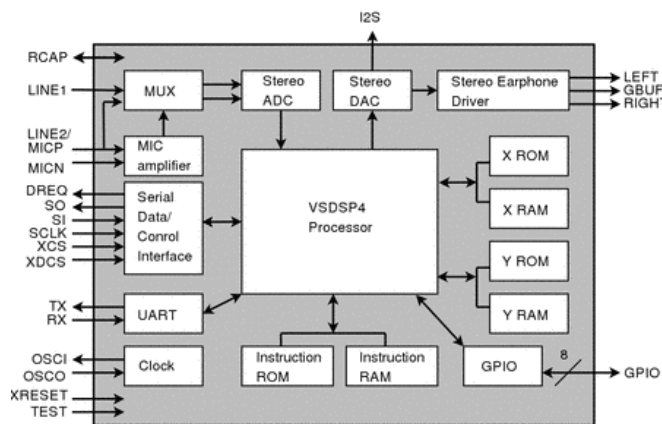 I2S
RCAP
LINE1
LINE2/
MICP
MICN
DREQ
SO
SI
SCLK
XCS
XDCS
TX
RX
OSCI
OSCO
XRESET
TEST
MUX
Stereo
ADC
Stereo
DAC
Stereo Earphone
Driver
LEFT
GBUF
RIGHT
MIC
amplifier
Serial
Data/
Conrol
Interface
VSDSP4
Processor
X ROM
X RAM
Y ROM
Y RAM
UART
Clock
Instruction
ROM
Instruction
RAM
GPIO
8
GPIO